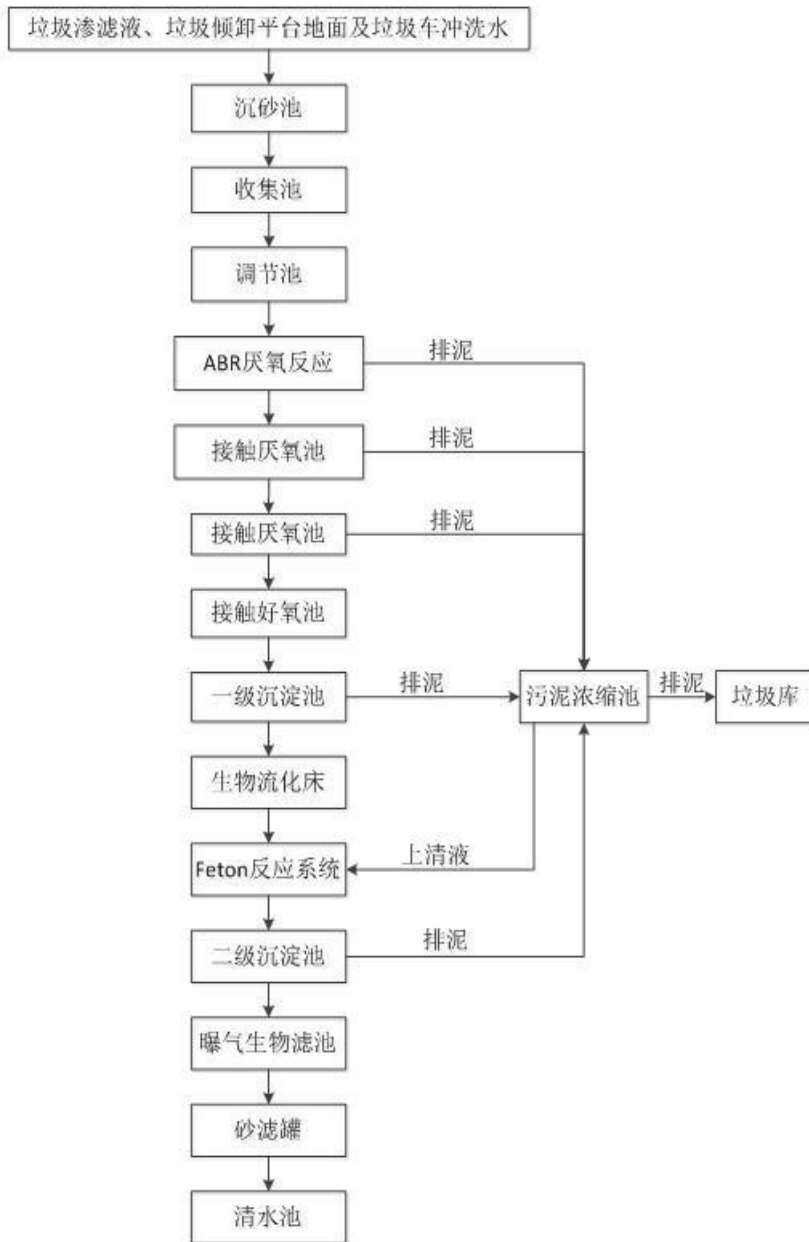 垃圾渗滤液、垃圾倾卸平台地面及垃圾车冲洗水
沉砂池
收集池
调节池
ABR厌氧反应
排泥
接触厌氧池
排泥
接触厌氧池
排泥
接触好氧池
一级沉淀池
排泥
污泥浓缩池
排泥
垃圾库
生物流化床
上清液
Feton反应系统
二级沉淀池
排泥
曝气生物滤池
砂滤罐
清水池